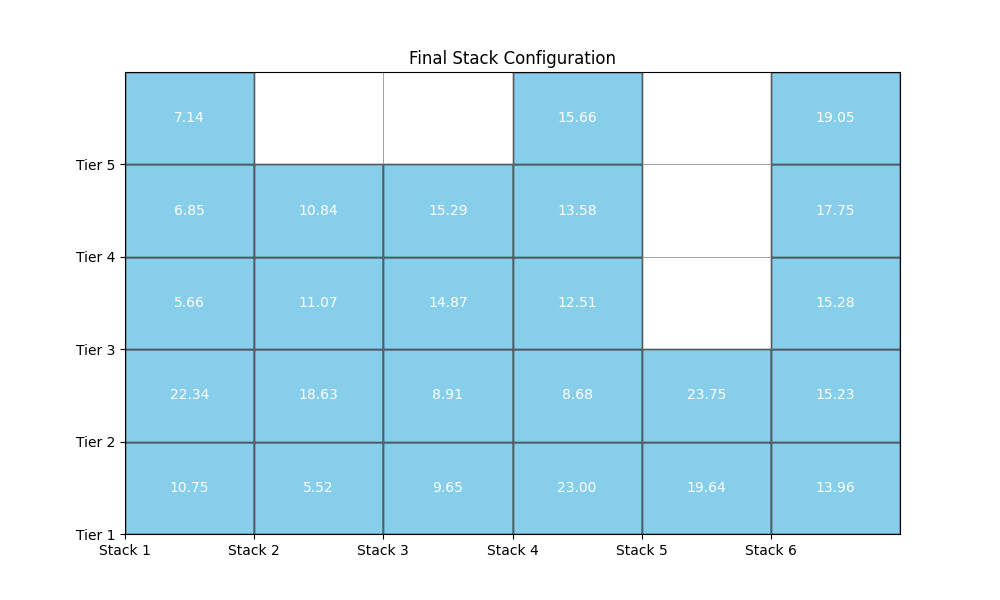 Final Stack Configuration
7.14 15.66 19.05
Tier 5
6.85 10.84 15.29 13.58 17.75
Tier 4
5.66 11.07 14.87 12.51 15.28
Tier 3
22.34 18.63 8.91 8.68 23.75 15.23
Tier 2
10.75 5.52 9.65 23.00 19.64 13.96
Tier 1
Stack 1 Stack 2 Stack 3 Stack 4 Stack 5 Stack 6